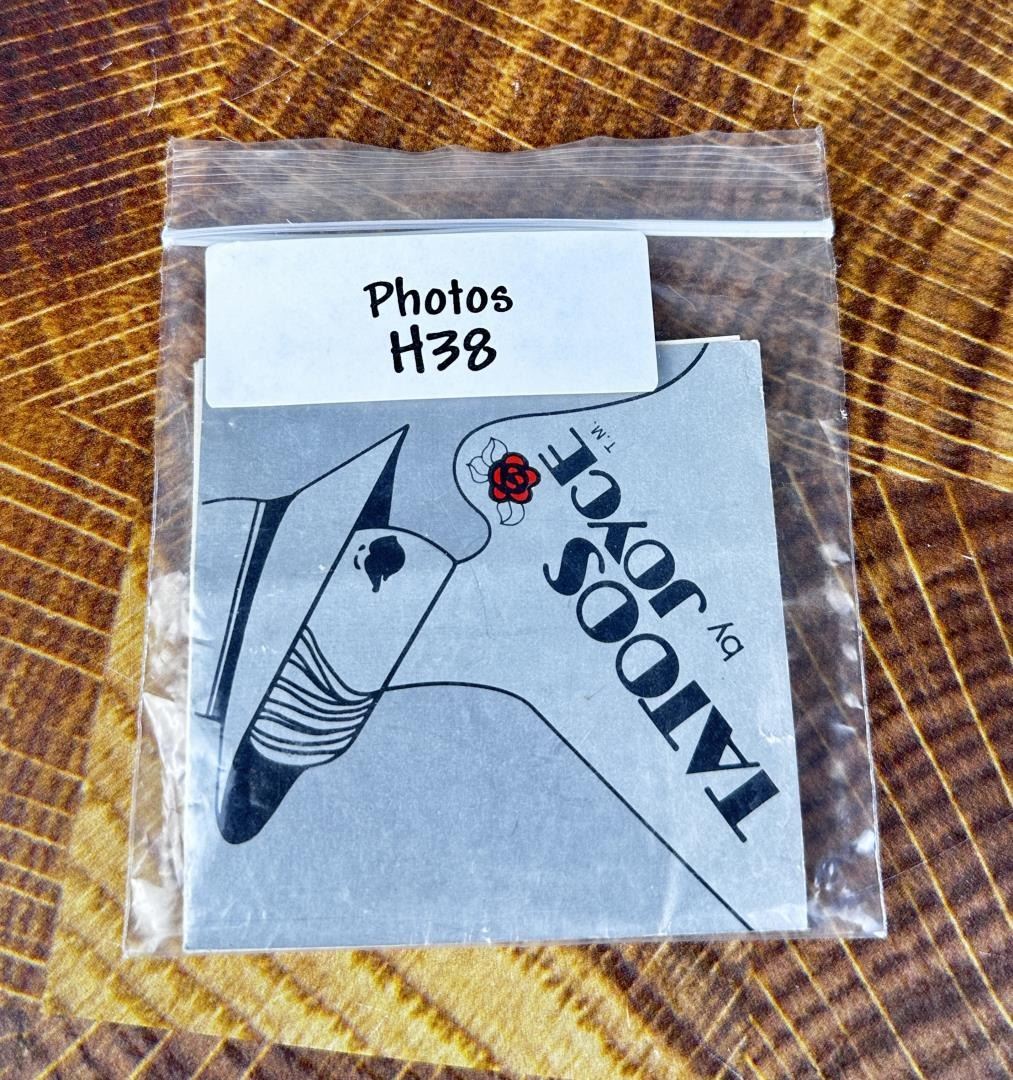 Photos
H38
TATOOS
by JOYCE
T.M.